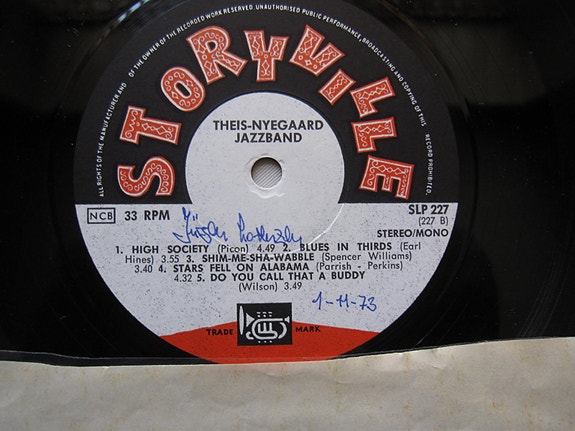 ALL RIGHTS OF THE MANUFACTURER AND OF THE OWNER OF THE RECORDED WORK RESERVED. UNAUTHORISED PUBLIC PERFORMANCE, BROADCASTING AND COPYING OF THIS RECORD PROHIBITED.
STORYVILLE
THEIS-NYEGAARD
JAZZBAND
NCB 33 RPM
SLP 227
(227 B)
STEREO/MONO
1. HIGH SOCIETY (Picon) 4.49 2. BLUES IN THIRDS (Earl
Hines) 3.55 3. SHIM-ME-SHA-WABBLE (Spencer Williams)
3.40 4. STARS FELL ON ALABAMA (Parrish - Perkins)
4.32 5. DO YOU CALL THAT A BUDDY
(Wilson) 3.49
1-11-73
TRADE MARK